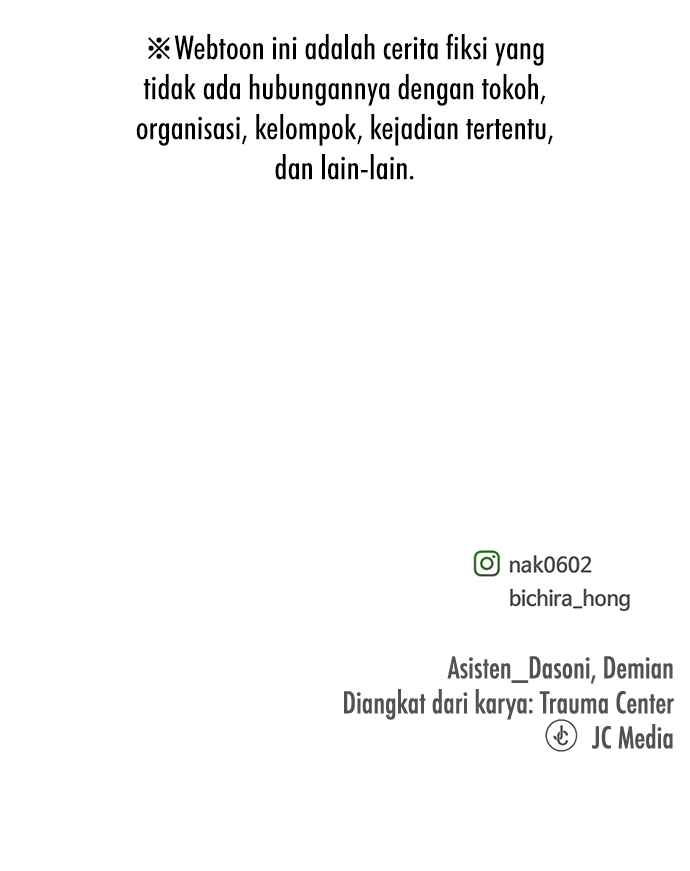 ※Webtoon ini adalah cerita fiksi yang
tidak ada hubungannya dengan tokoh,
organisasi, kelompok, kejadian tertentu,
dan lain-lain.
nak0602
bichira_hong
Asisten_Dasoni, Demian
Diangkat dari karya: Trauma Center
JC JC Media